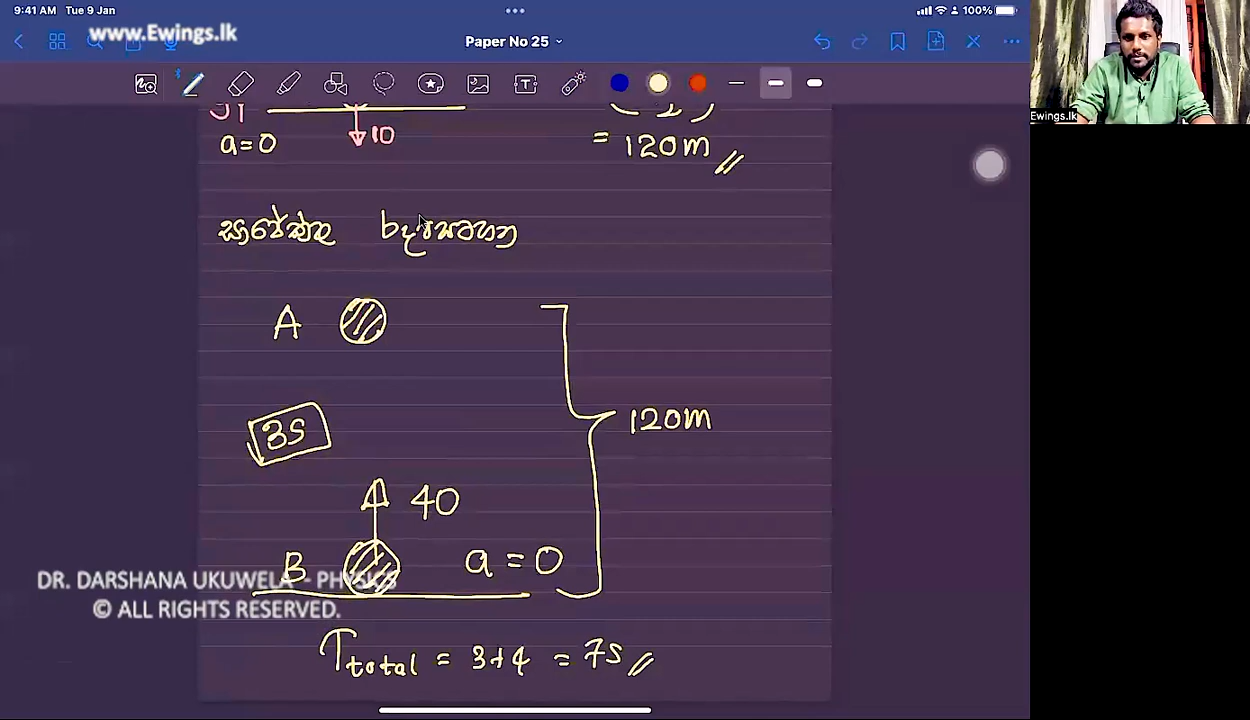 9:41 AM Tue 9 Jan
100%
www.Ewings.lk
Paper No 25
Ewings.lk
a=0
10
= 120m
සාපේක්ෂ රූපසටහන
A
120m
3S
40
B
a = 0
DR. DARSHANA UKUWELA - PHYSICS
© ALL RIGHTS RESERVED.
Ttotal = 3+4 = 7S